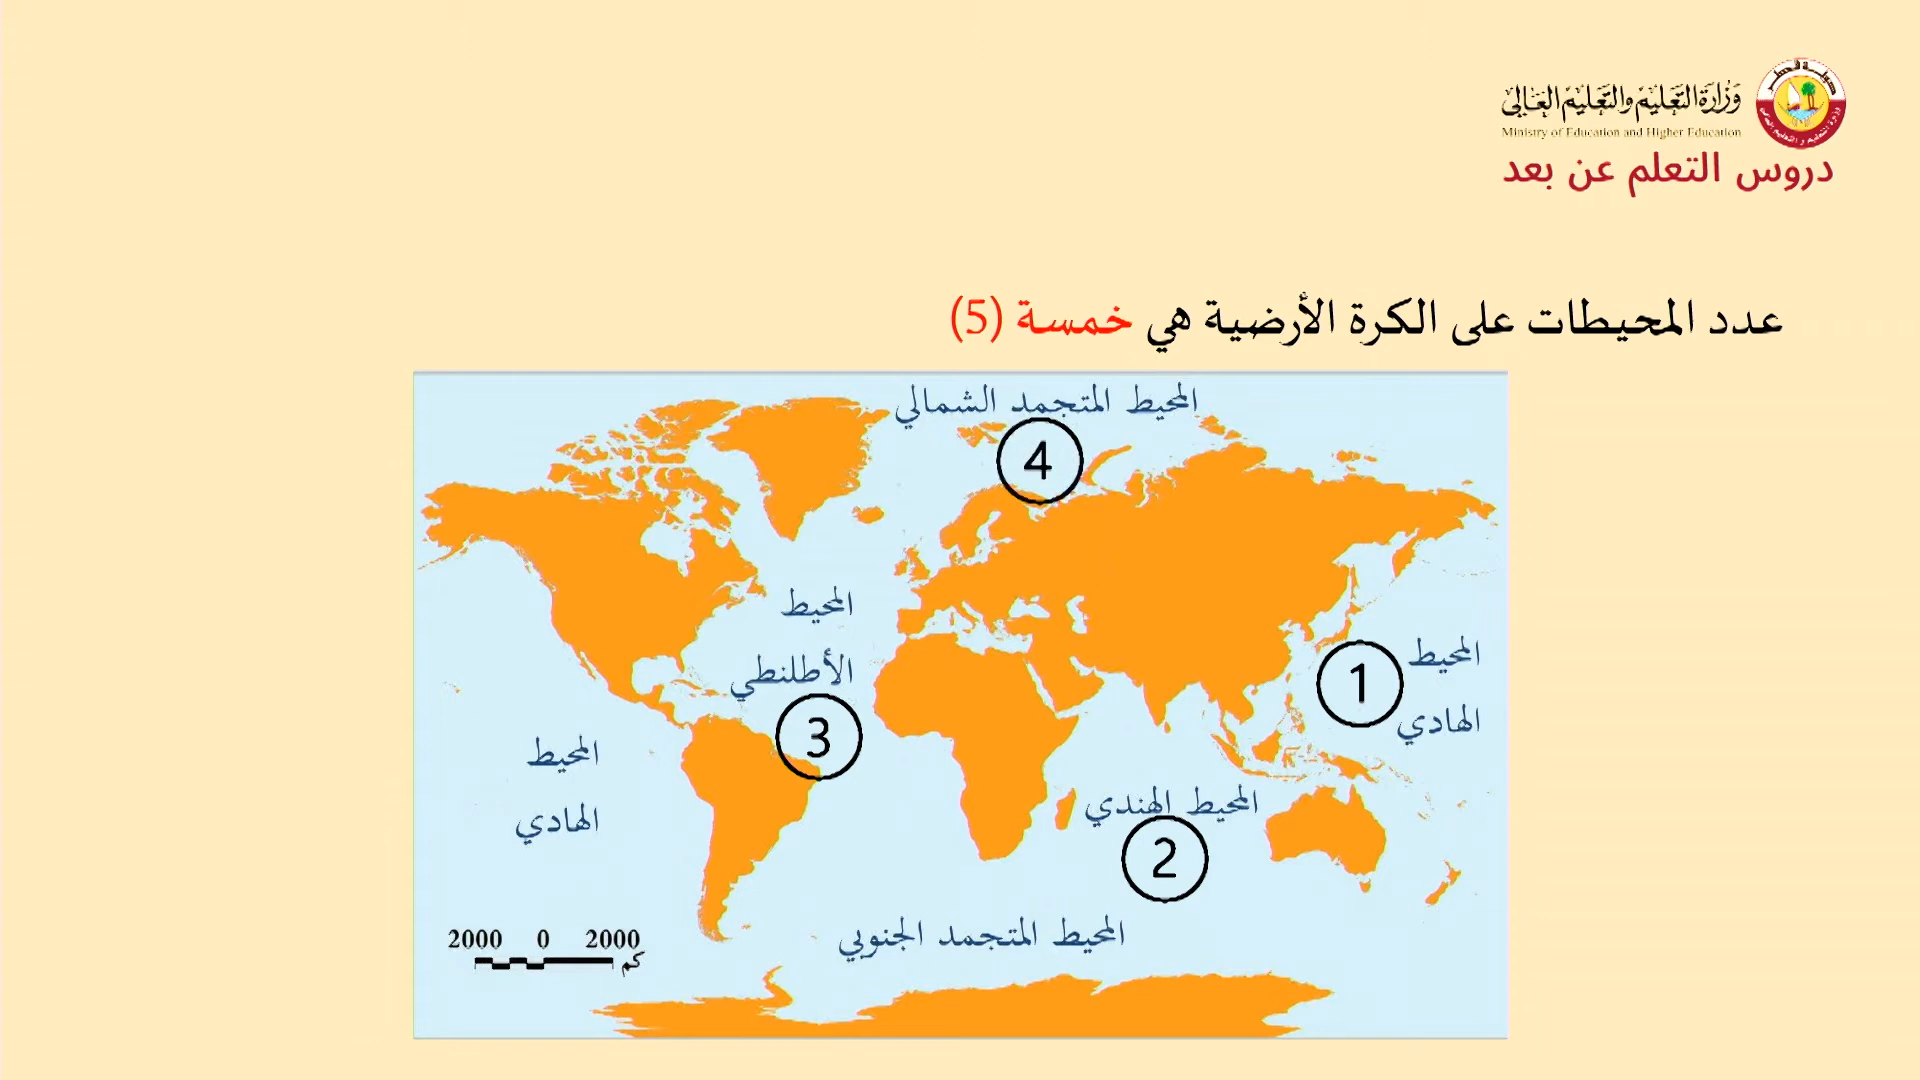 وزارة التعليم والتعليم العالي
Ministry of Education and Higher Education
دروس التعلم عن بعد
عدد المحيطات على الكرة الأرضية هي خمسة (5)
المحيط المتجمد الشمالي
4
المحيط
الأطلنطي
3
المحيط
الهادي
1
المحيط
الهادي
المحيط الهندي
2
المحيط المتجمد الجنوبي
2000 0 2000
كم